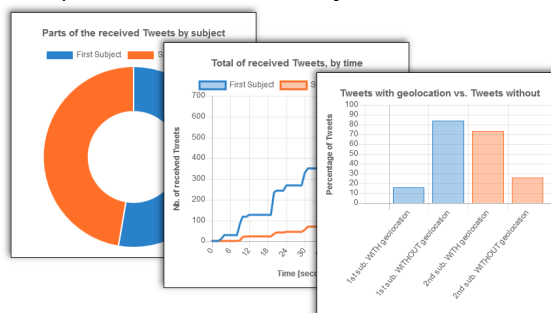 Parts of the received Tweets by subject
First Subject
Total of received Tweets, by time
First Subject
700
600
500
400
300
200
100
0
No. of received Tweets
0 6 12 18 24 30
Time [seco
Tweets with geolocation vs. Tweets without
100
90
80
70
60
50
40
30
20
10
0
Percentage of Tweets
1st sub. WITH geolocation
1st sub. WITHOUT geolocation
2nd sub. WITH geolocation
2nd sub. WITHOUT geolocation